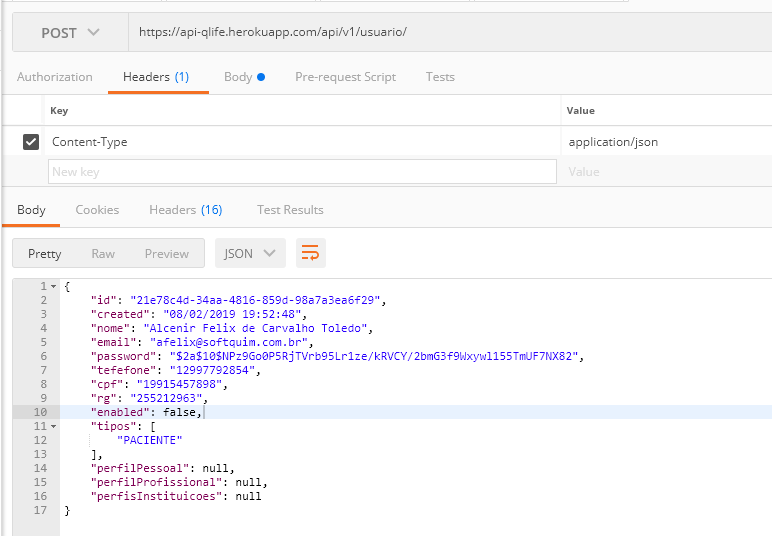 POST https://api-qlife.herokuapp.com/api/v1/usuario/
Authorization Headers (1) Body Pre-request Script Tests
Key Value
Content-Type application/json
New key Value
Body Cookies Headers (16) Test Results
Pretty Raw Preview JSON
1 {
2 "id": "21e78c4d-34aa-4816-859d-98a7a3ea6f29",
3 "created": "08/02/2019 19:52:48",
4 "nome": "Alcenir Felix de Carvalho Toledo",
5 "email": "afelix@softquim.com.br",
6 "password": "$2a$10$NPz9Go0P5RjTVrb95Lr1ze/kRVCY/2bmG3f9Wxywl155TmUF7NX82",
7 "tefefone": "12997792854",
8 "cpf": "19915457898",
9 "rg": "255212963",
10 "enabled": false,
11 "tipos": [
12 "PACIENTE"
13 ],
14 "perfilPessoal": null,
15 "perfilProfissional": null,
16 "perfisInstituicoes": null
17 }